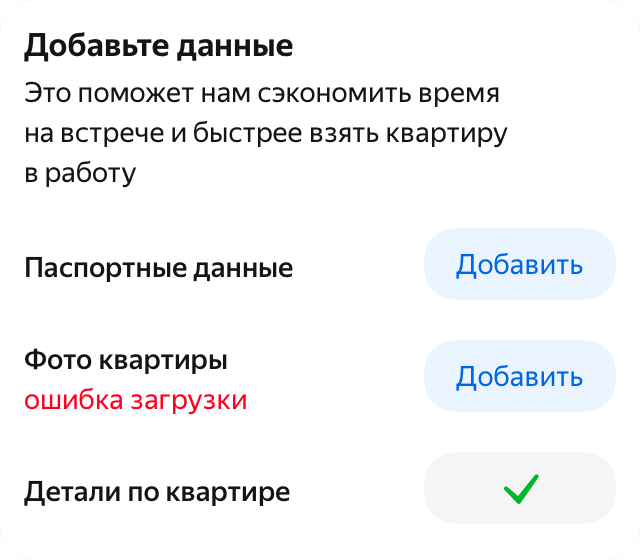 Добавьте данные
Это поможет нам сэкономить время
на встрече и быстрее взять квартиру
в работу
Паспортные данные
Добавить
Фото квартиры
ошибка загрузки
Добавить
Детали по квартире